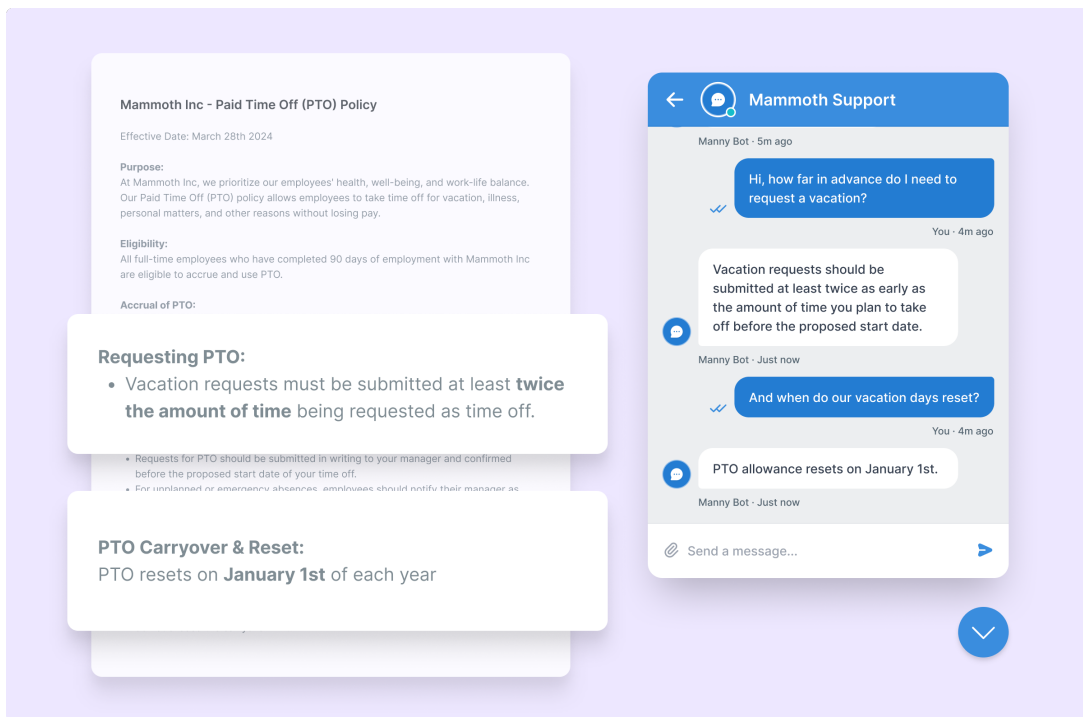 Mammoth Inc - Paid Time Off (PTO) Policy
Effective Date: March 28th 2024
Purpose:
At Mammoth Inc, we prioritize our employees' health, well-being, and work-life balance.
Our Paid Time Off (PTO) policy allows employees to take time off for vacation, illness,
personal matters, and other reasons without losing pay.
Eligibility:
All full-time employees who have completed 90 days of employment with Mammoth Inc
are eligible to accrue and use PTO.
Accrual of PTO:
Requesting PTO:
• Vacation requests must be submitted at least twice
the amount of time being requested as time off.
• Requests for PTO should be submitted in writing to your manager and confirmed
before the proposed start date of your time off.
• For unplanned or emergency absences, employees should notify their manager as
PTO Carryover & Reset:
PTO resets on January 1st of each year
Mammoth Support
Manny Bot · 5m ago
Hi, how far in advance do I need to
request a vacation?
You · 4m ago
Vacation requests should be
submitted at least twice as early as
the amount of time you plan to take
off before the proposed start date.
Manny Bot · Just now
And when do our vacation days reset?
You · 4m ago
PTO allowance resets on January 1st.
Manny Bot · Just now
Send a message...